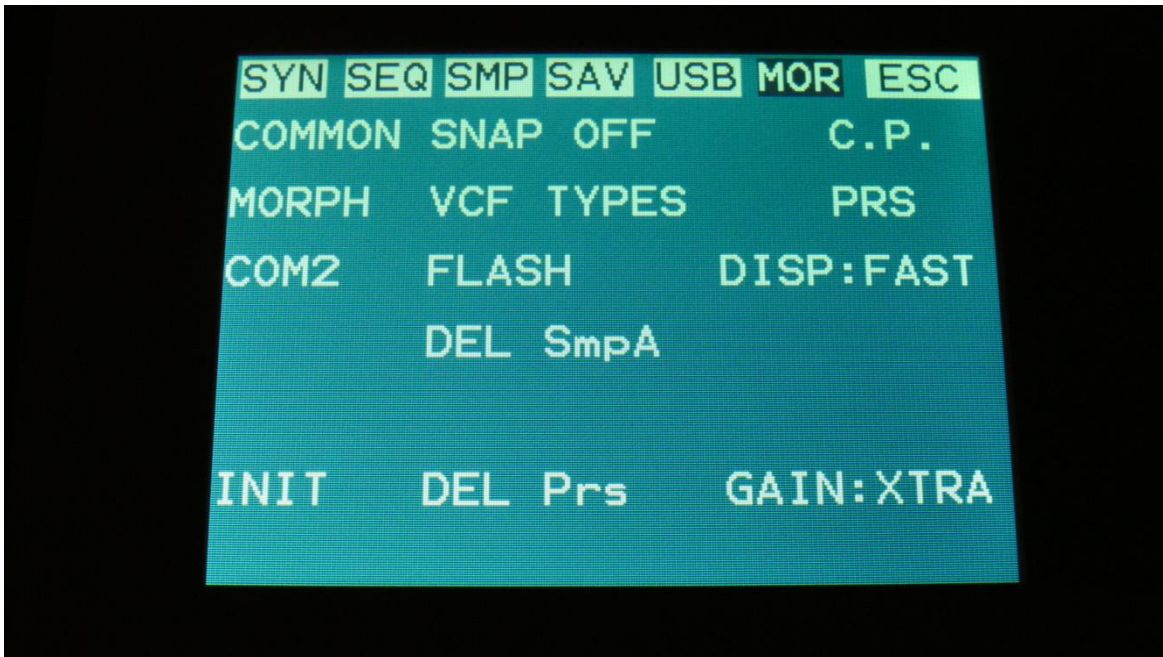 SYN SEQ SMP SAV USB MOR ESC
COMMON SNAP OFF C.P.
MORPH VCF TYPES PRS
COM2 FLASH DISP:FAST
DEL SmpA
INIT DEL Prs GAIN:XTRA